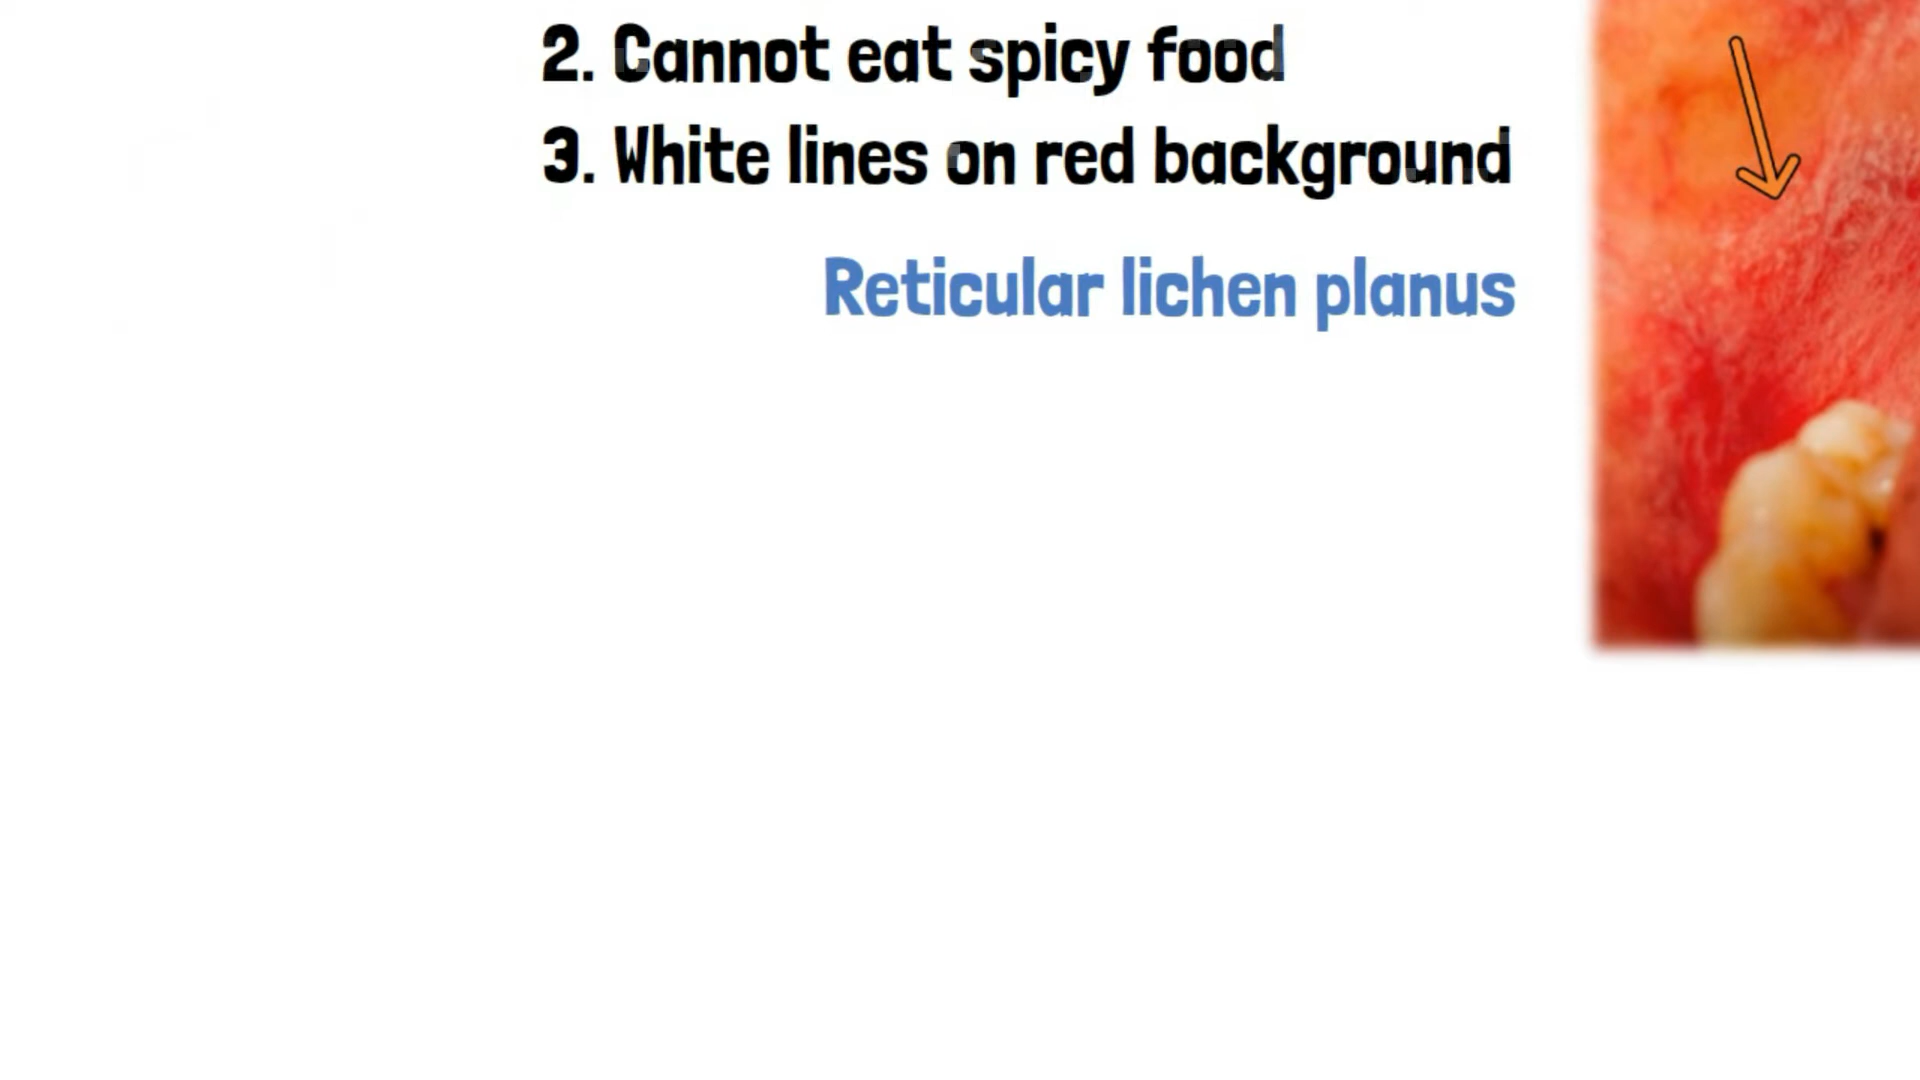 2. Cannot eat spicy food
3. White lines on red background
Reticular lichen planus